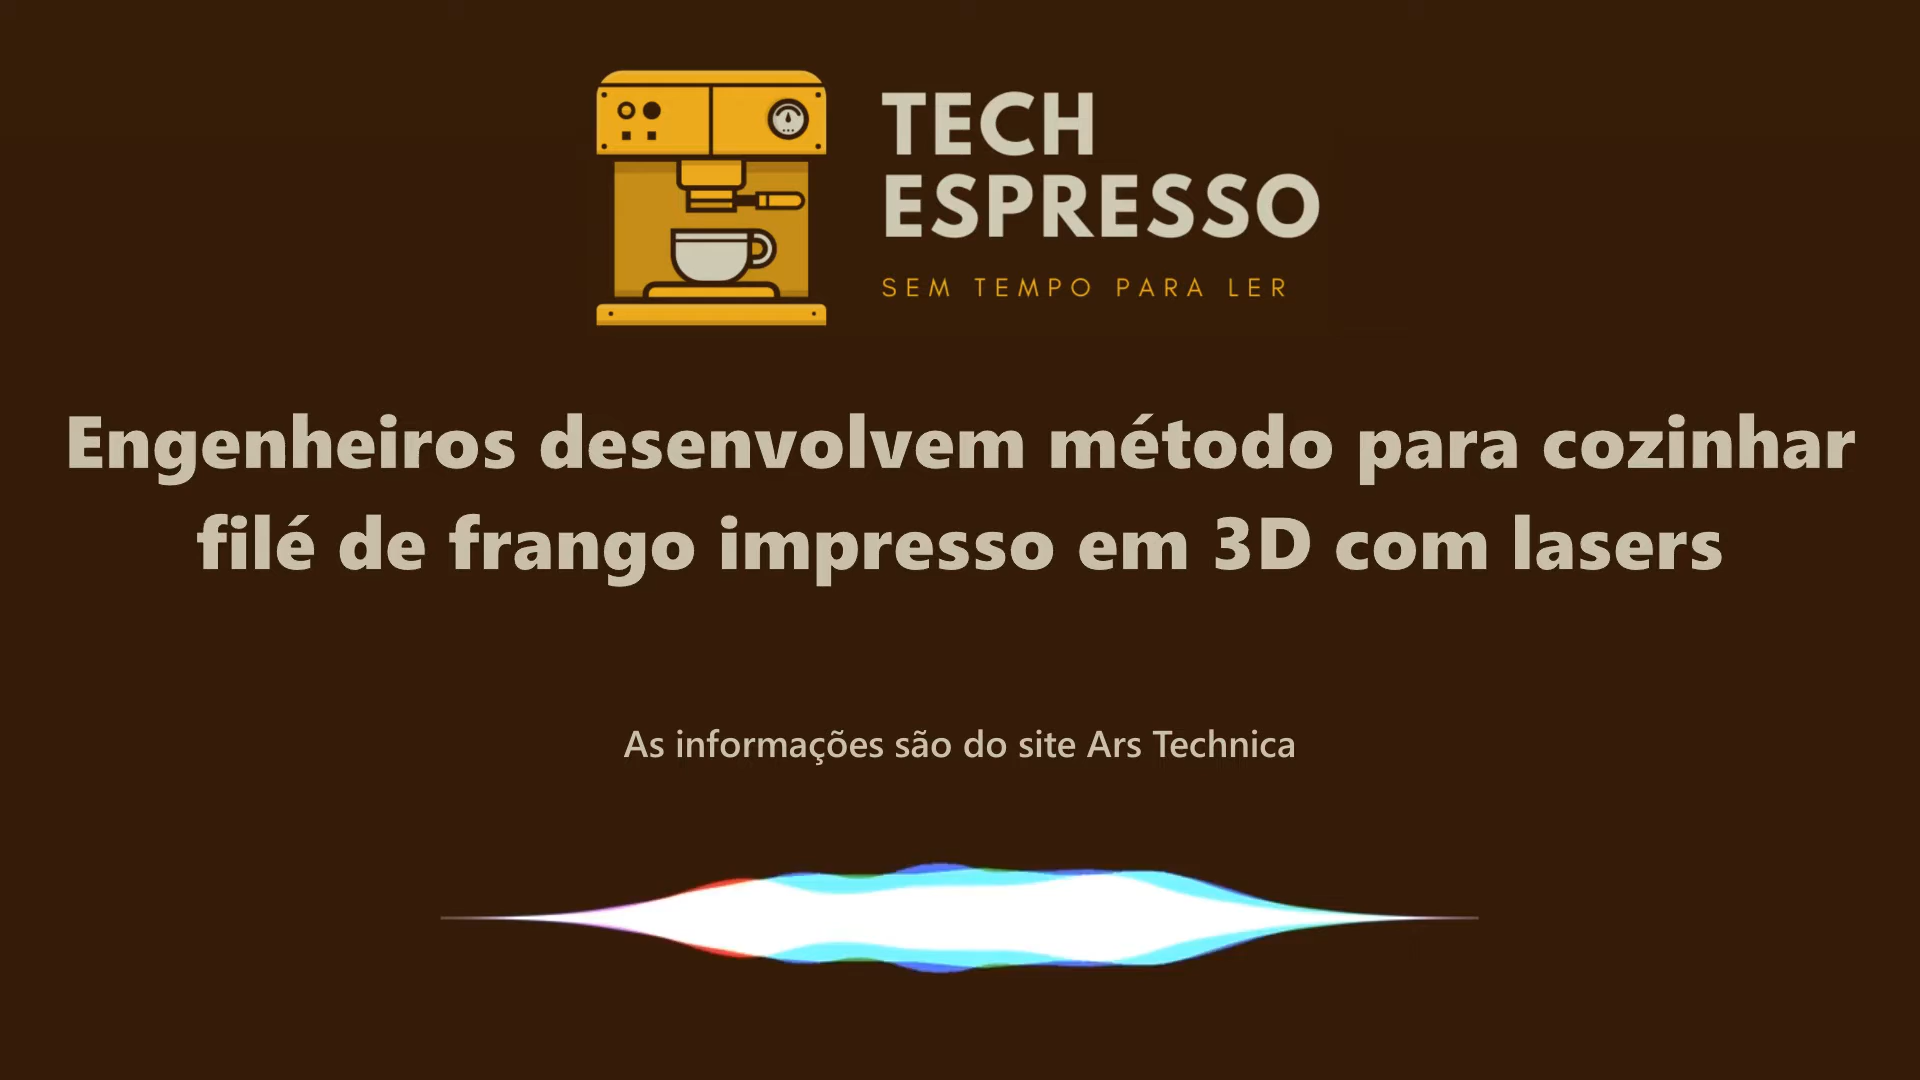 TECH
ESPRESSO
SEM TEMPO PARA LER
Engenheiros desenvolvem método para cozinhar
filé de frango impresso em 3D com lasers
As informações são do site Ars Technica